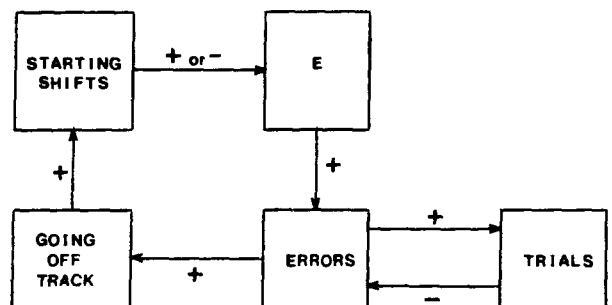 STARTING
SHIFTS
+ or -
E
+
+
GOING
OFF
TRACK
+
ERRORS
+
-
TRIALS